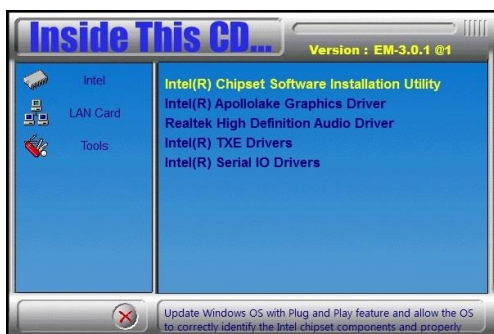 Inside This CD...
Version : EM-3.0.1 @1
Intel
LAN Card
Tools
Intel(R) Chipset Software Installation Utility
Intel(R) Apollolake Graphics Driver
Realtek High Definition Audio Driver
Intel(R) TXE Drivers
Intel(R) Serial IO Drivers
Update Windows OS with Plug and Play feature and allow the OS
to correctly identify the Intel chipset components and properly